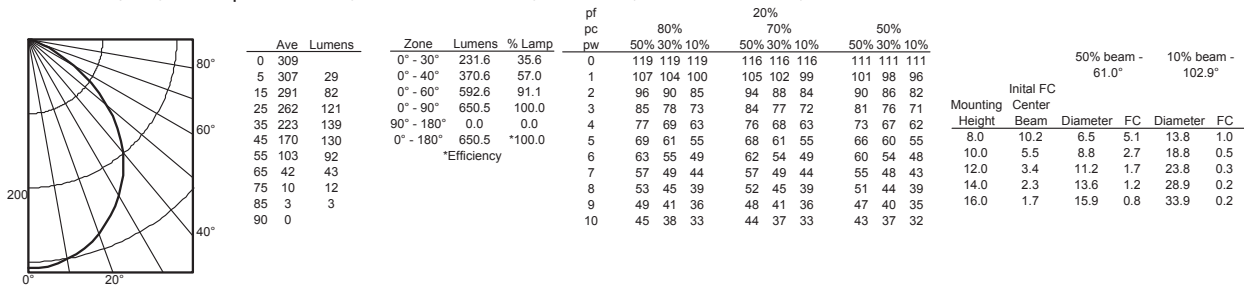 80°
60°
200
40°
0° 20°
Ave Lumens
0 309
5 307 29
15 291 82
25 262 121
35 223 139
45 170 130
55 103 92
65 42 43
75 10 12
85 3 3
90 0
Zone Lumens % Lamp
0° - 30° 231.6 35.6
0° - 40° 370.6 57.0
0° - 60° 592.6 91.1
0° - 90° 650.5 100.0
90° - 180° 0.0 0.0
0° - 180° 650.5 *100.0
*Efficiency
pf 20%
pc 80% 70% 50%
pw 50% 30% 10% 50% 30% 10% 50% 30% 10%
0 119 119 119 116 116 116 111 111 111
1 107 104 100 105 102 99 101 98 96
2 96 90 85 94 88 84 90 86 82
3 85 78 73 84 77 72 81 76 71
4 77 69 63 76 68 63 73 67 62
5 69 61 55 68 61 55 66 60 55
6 63 55 49 62 54 49 60 54 48
7 57 49 44 57 49 44 55 48 43
8 53 45 39 52 45 39 51 44 39
9 49 41 36 48 41 36 47 40 35
10 45 38 33 44 37 33 43 37 32
50% beam - 10% beam -
61.0° 102.9°
Inital FC
Mounting Center
Height Beam Diameter FC Diameter FC
8.0 10.2 6.5 5.1 13.8 1.0
10.0 5.5 8.8 2.7 18.8 0.5
12.0 3.4 11.2 1.7 23.8 0.3
14.0 2.3 13.6 1.2 28.9 0.2
16.0 1.7 15.9 0.8 33.9 0.2